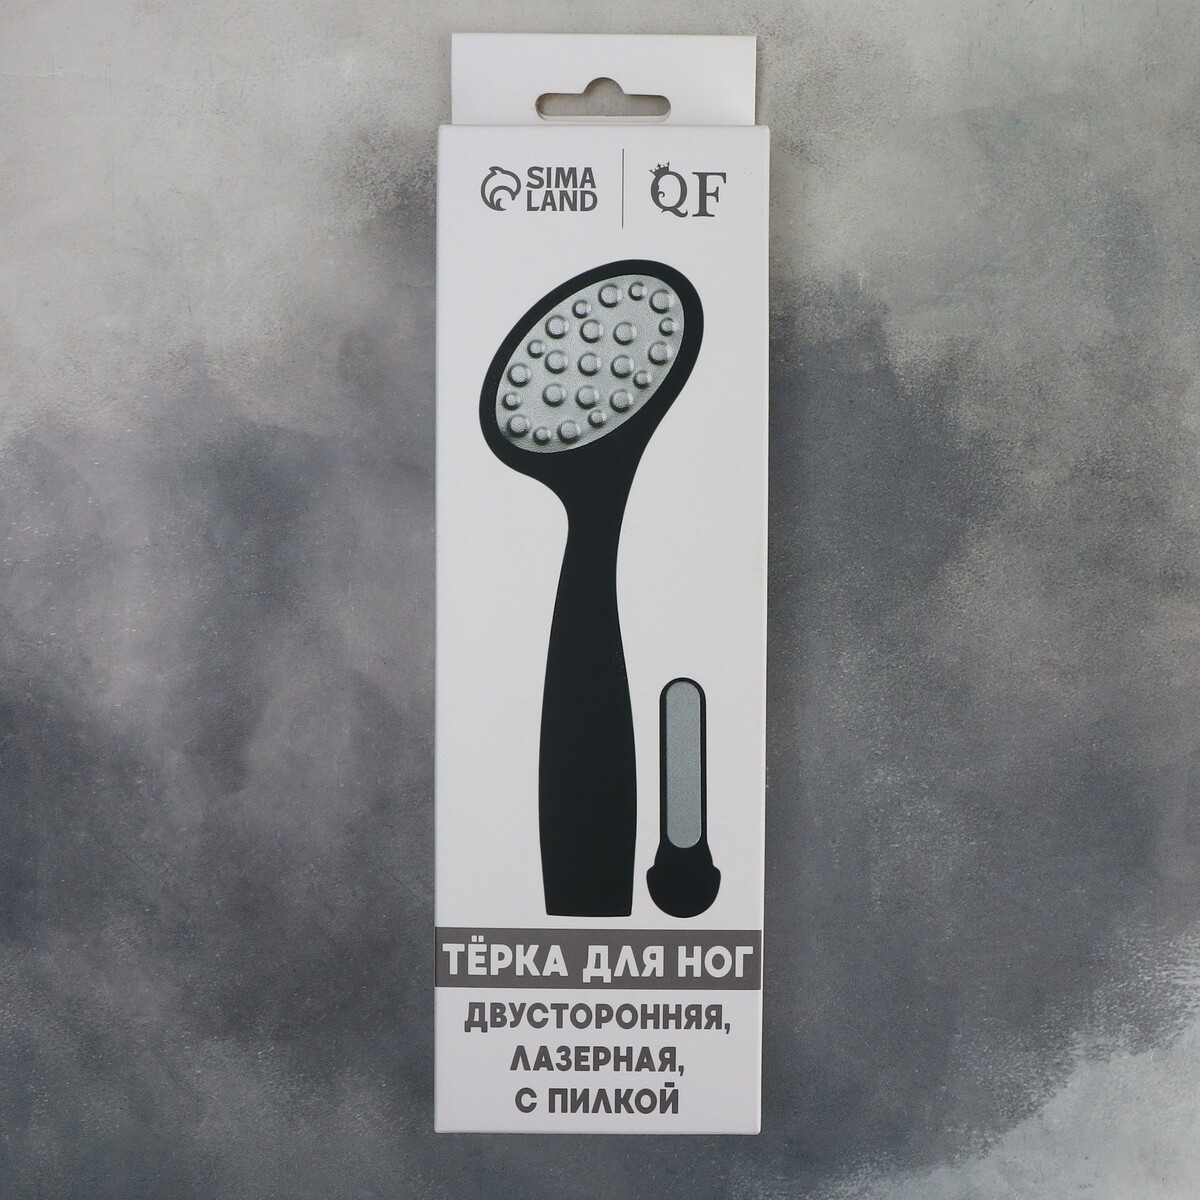 SIMA
LAND
QF
ТЁРКА ДЛЯ НОГ
ДВУСТОРОННЯЯ,
ЛАЗЕРНАЯ,
С ПИЛКОЙ